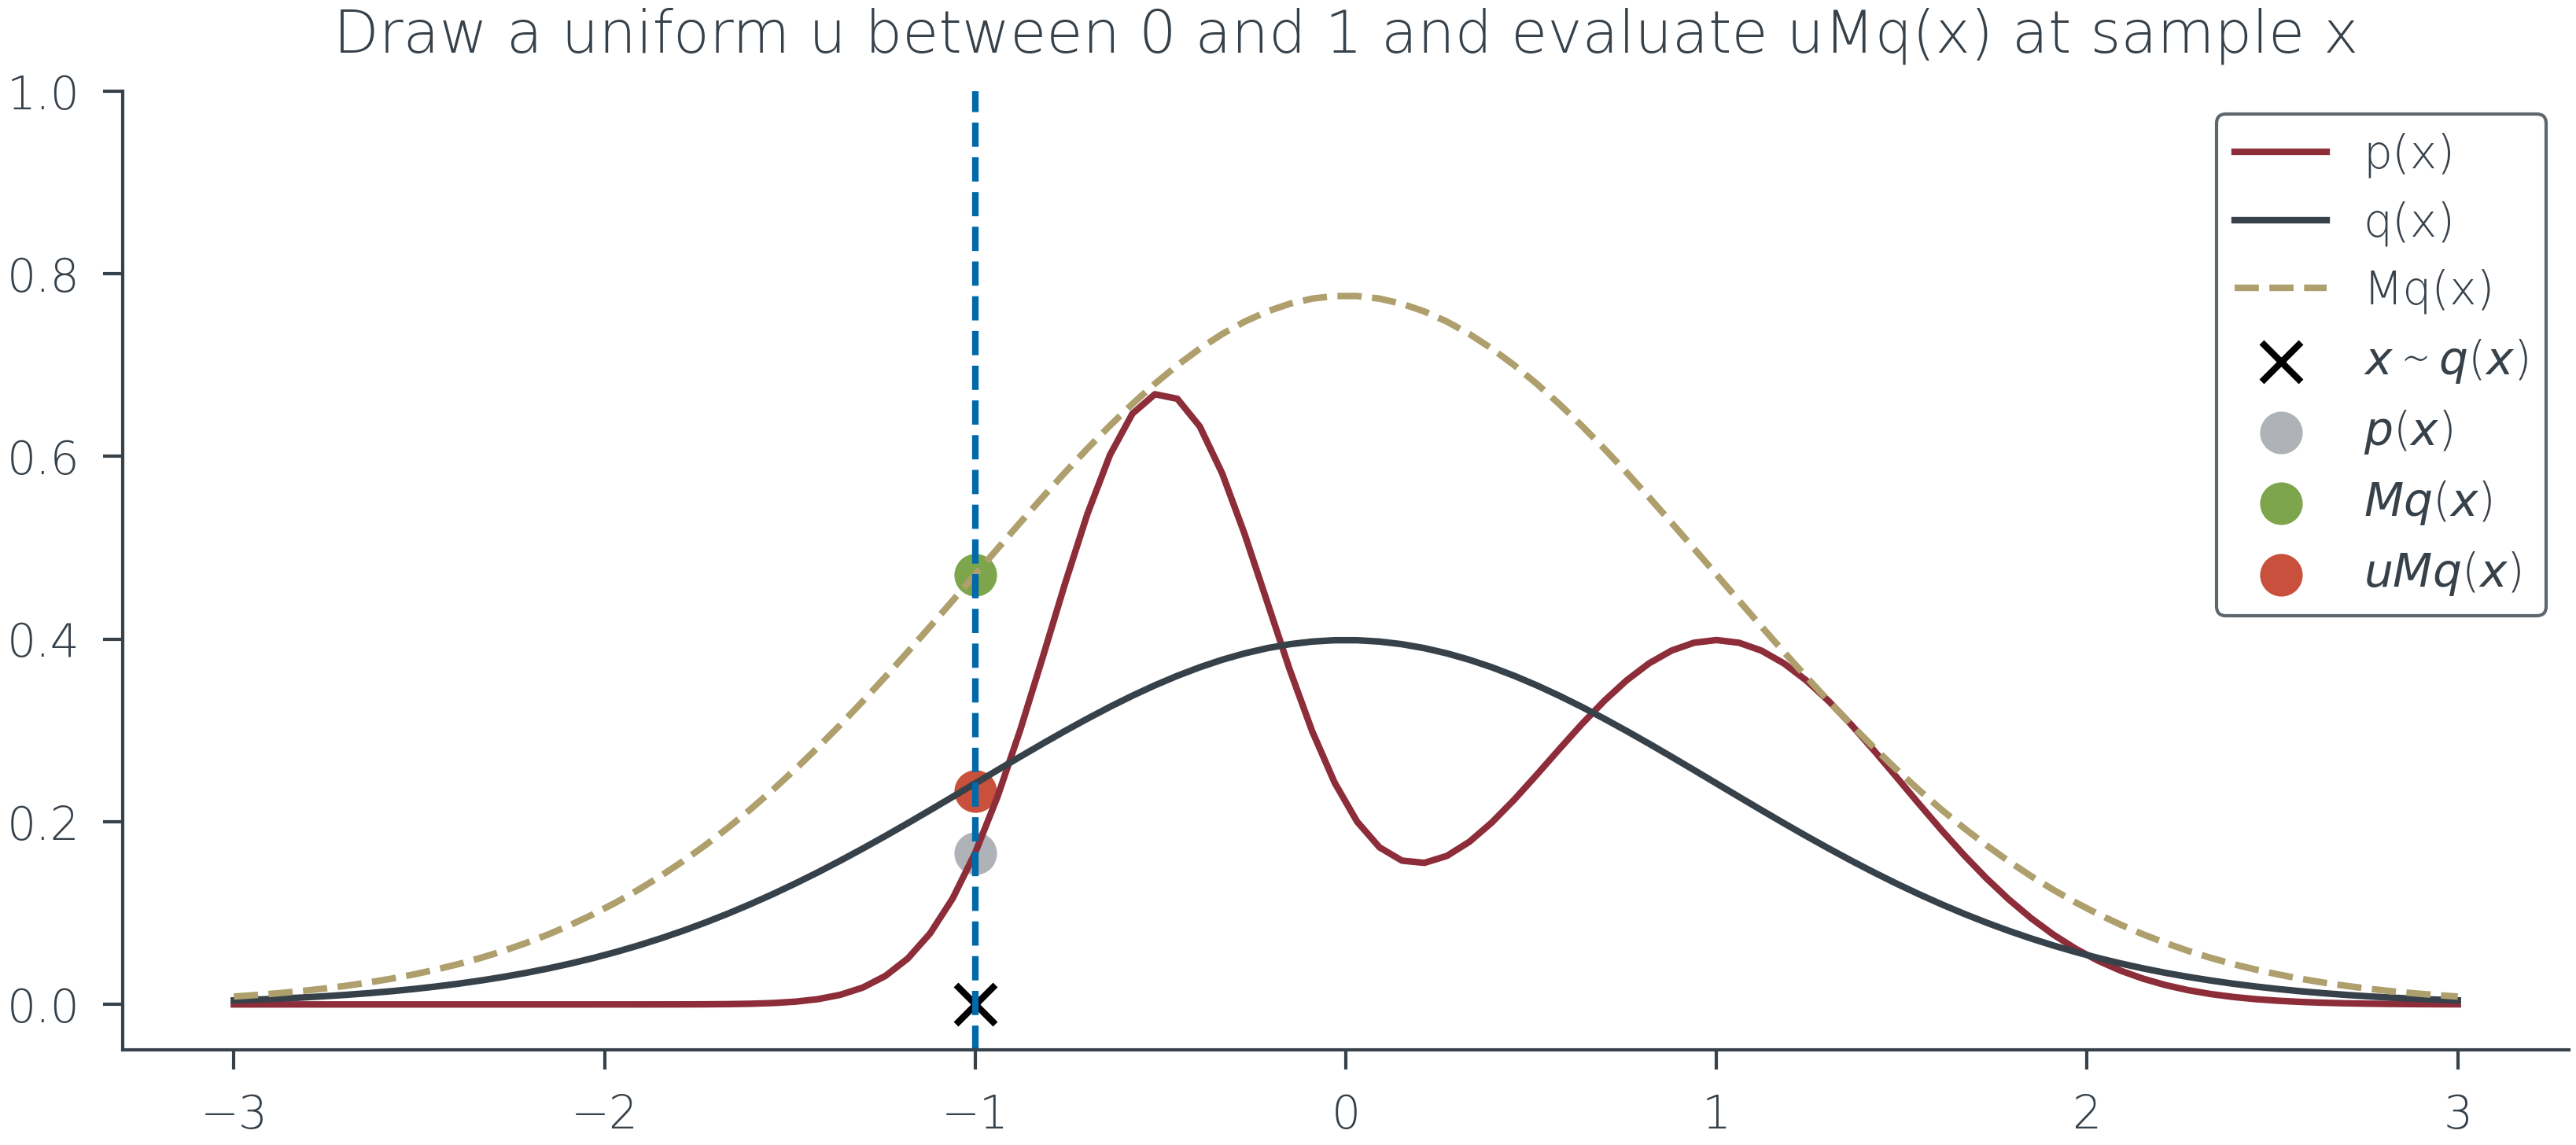 Draw a uniform u between 0 and 1 and evaluate uMq(x) at sample x
1.0
0.8
0.6
0.4
0.2
0.0
−3
−2
−1
0
1
2
3
p(x)
q(x)
Mq(x)
x ~ q(x)
p(x)
Mq(x)
uMq(x)